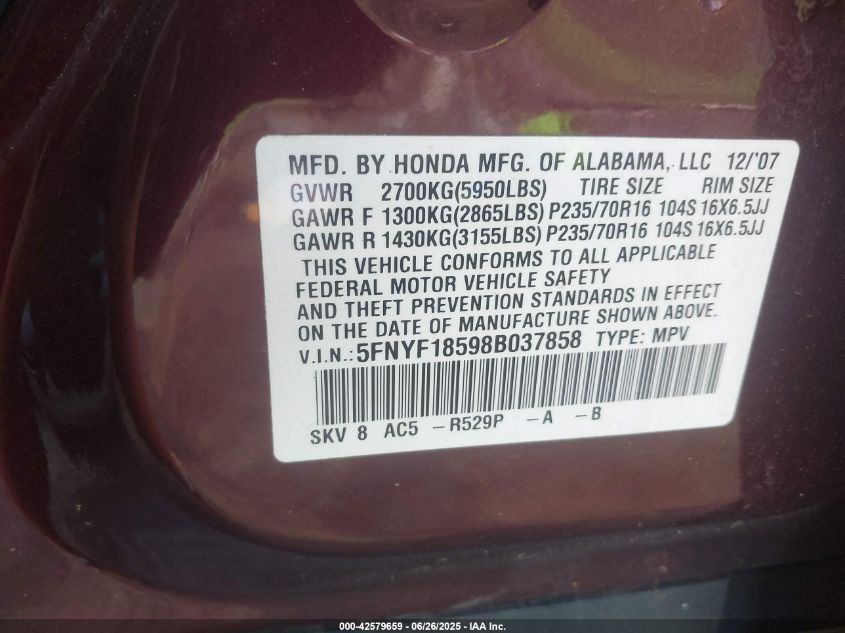 MFD. BY HONDA MFG. OF ALABAMA, LLC 12/'07
GVWR 2700KG(5950LBS) TIRE SIZE RIM SIZE
GAWR F 1300KG(2865LBS) P235/70R16 104S 16X6.5JJ
GAWR R 1430KG(3155LBS) P235/70R16 104S 16X6.5JJ
THIS VEHICLE CONFORMS TO ALL APPLICABLE
FEDERAL MOTOR VEHICLE SAFETY
AND THEFT PREVENTION STANDARDS IN EFFECT
ON THE DATE OF MANUFACTURE SHOWN ABOVE.
V.I.N.: 5FNYF18598B037858 TYPE: MPV
SKV 8 AC5 -R529P -A -B
000-42579659 - 06/26/2025 - IAA Inc.